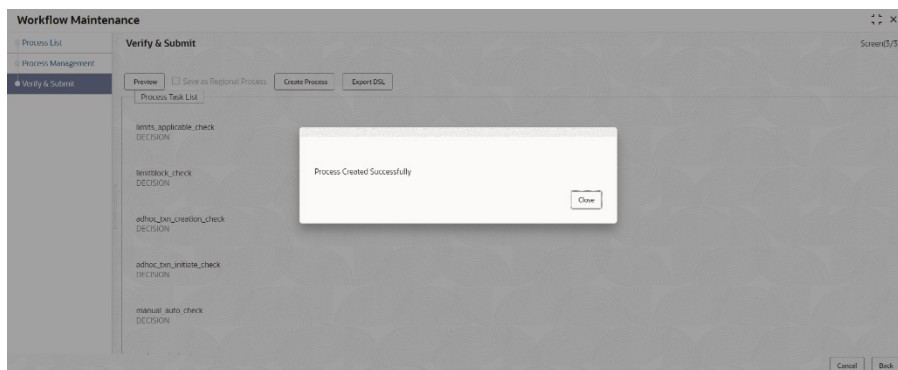 Workflow Maintenance
Process List
Process Management
Verify & Submit
Verify & Submit
Screen(3/3
Preview
Save as Regional Process
Create Process
Export DSL
Process Task List
limits_applicable_check
DECISION
limitblock_check
DECISION
adhoc_txn_creation_check
DECISION
adhoc_txn_initiate_check
DECISION
manual_auto_check
DECISION
Process Created Successfully
Close
Cancel
Back